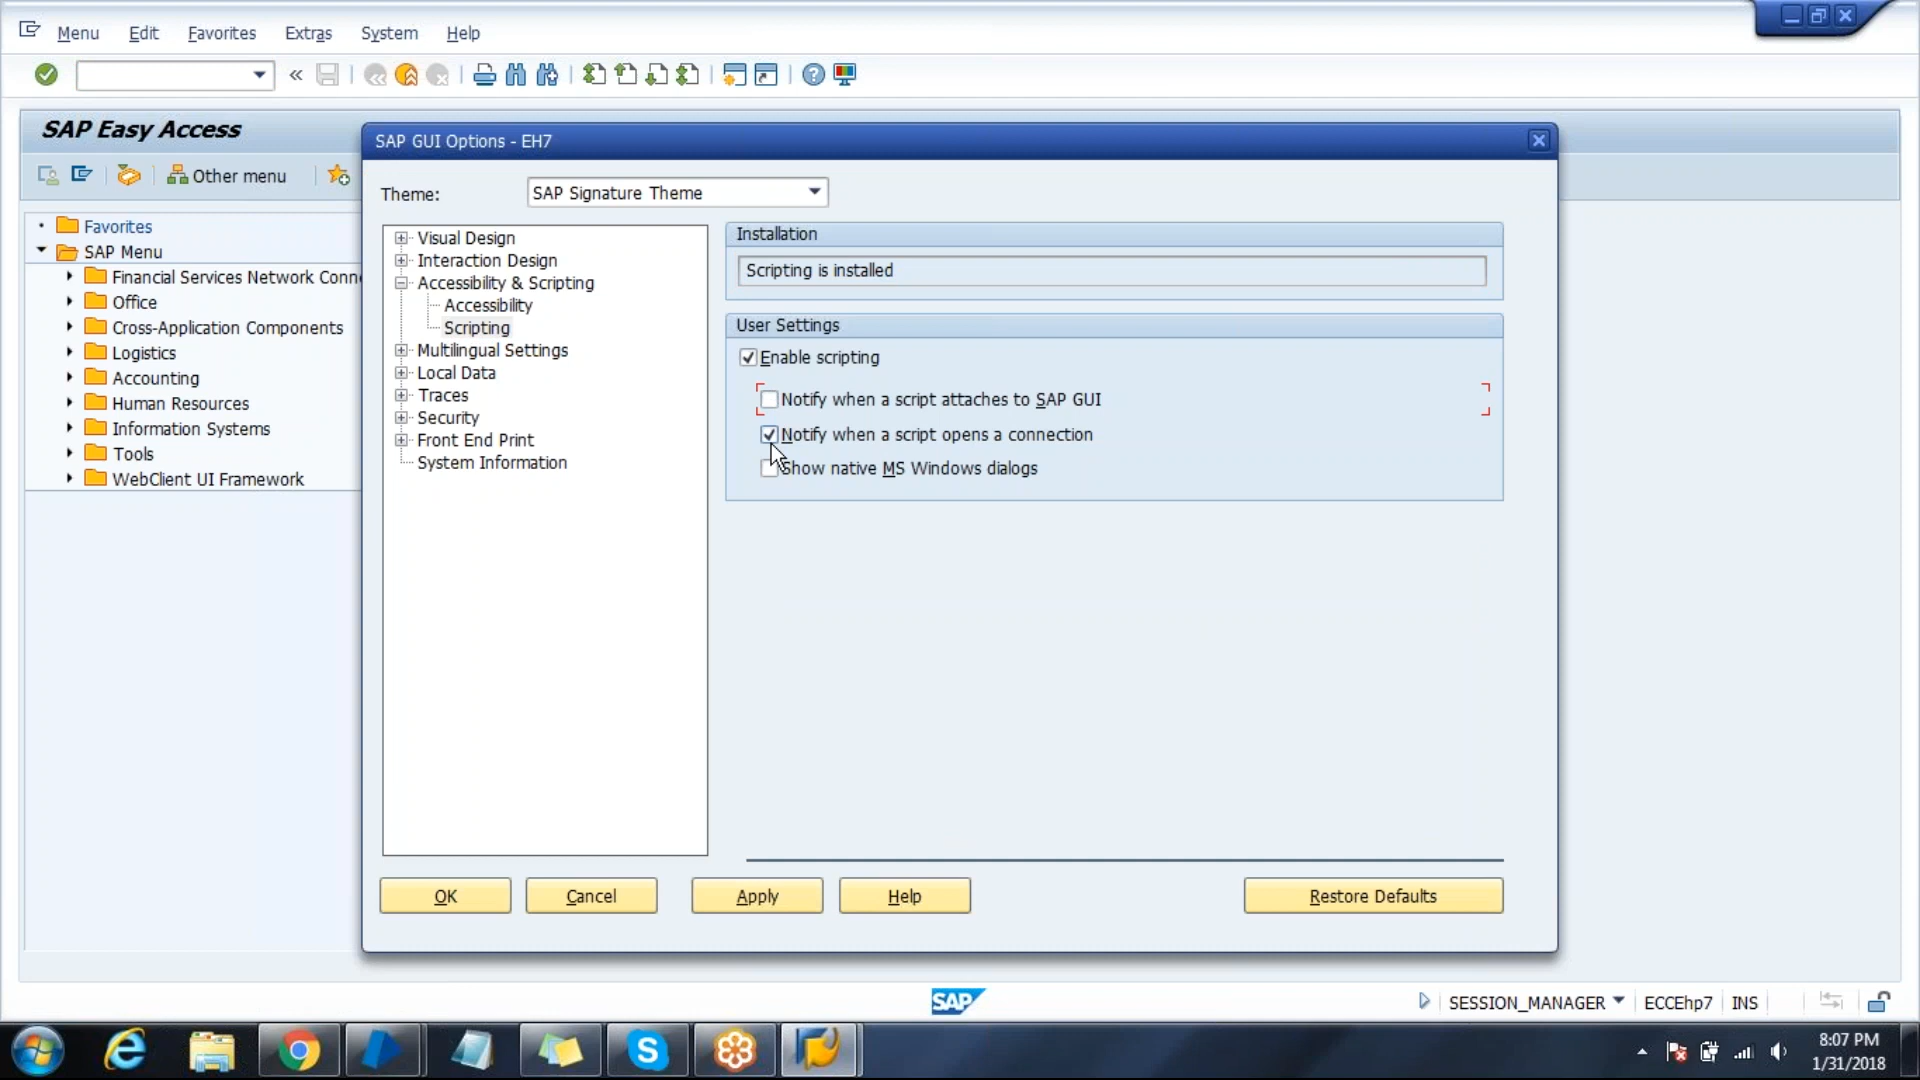 Menu Edit Favorites Extras System Help
SAP Easy Access
Other menu
Favorites
SAP Menu
Financial Services Network Conn
Office
Cross-Application Components
Logistics
Accounting
Human Resources
Information Systems
Tools
WebClient UI Framework
SAP GUI Options - EH7
Theme: SAP Signature Theme
Visual Design
Interaction Design
Accessibility & Scripting
Accessibility
Scripting
Multilingual Settings
Local Data
Traces
Security
Front End Print
System Information
Installation
Scripting is installed
User Settings
Enable scripting
Notify when a script attaches to SAP GUI
Notify when a script opens a connection
Show native MS Windows dialogs
OK Cancel Apply Help Restore Defaults
SAP
SESSION_MANAGER ECCEhp7 INS
8:07 PM
1/31/2018